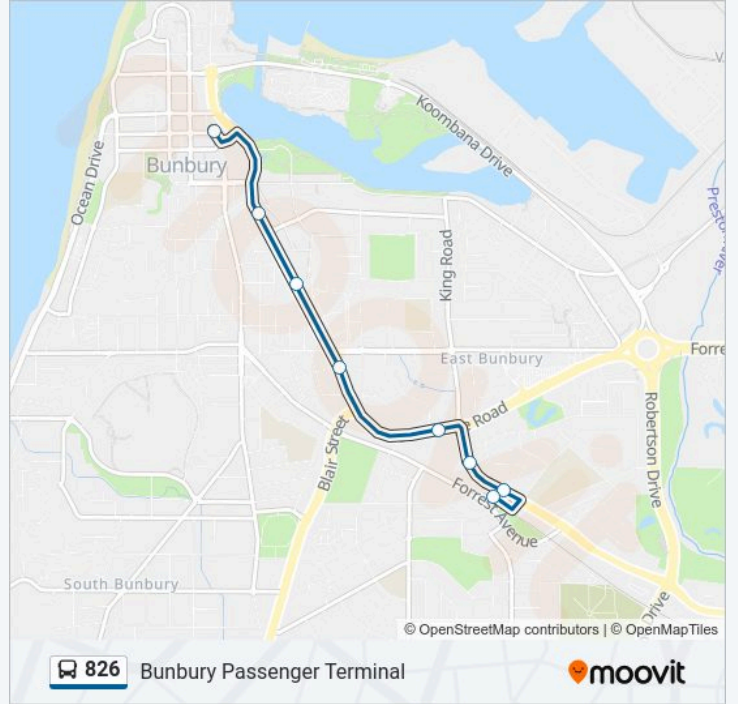 Koombana Drive
Bunbury
Ocean Drive
King Road
East Bunbury
Forre
Robertson Drive
Road
Blair Street
Forrest Avenue
South Bunbury
Drive
© OpenStreetMap contributors | © OpenMapTiles
826
Bunbury Passenger Terminal
moovit